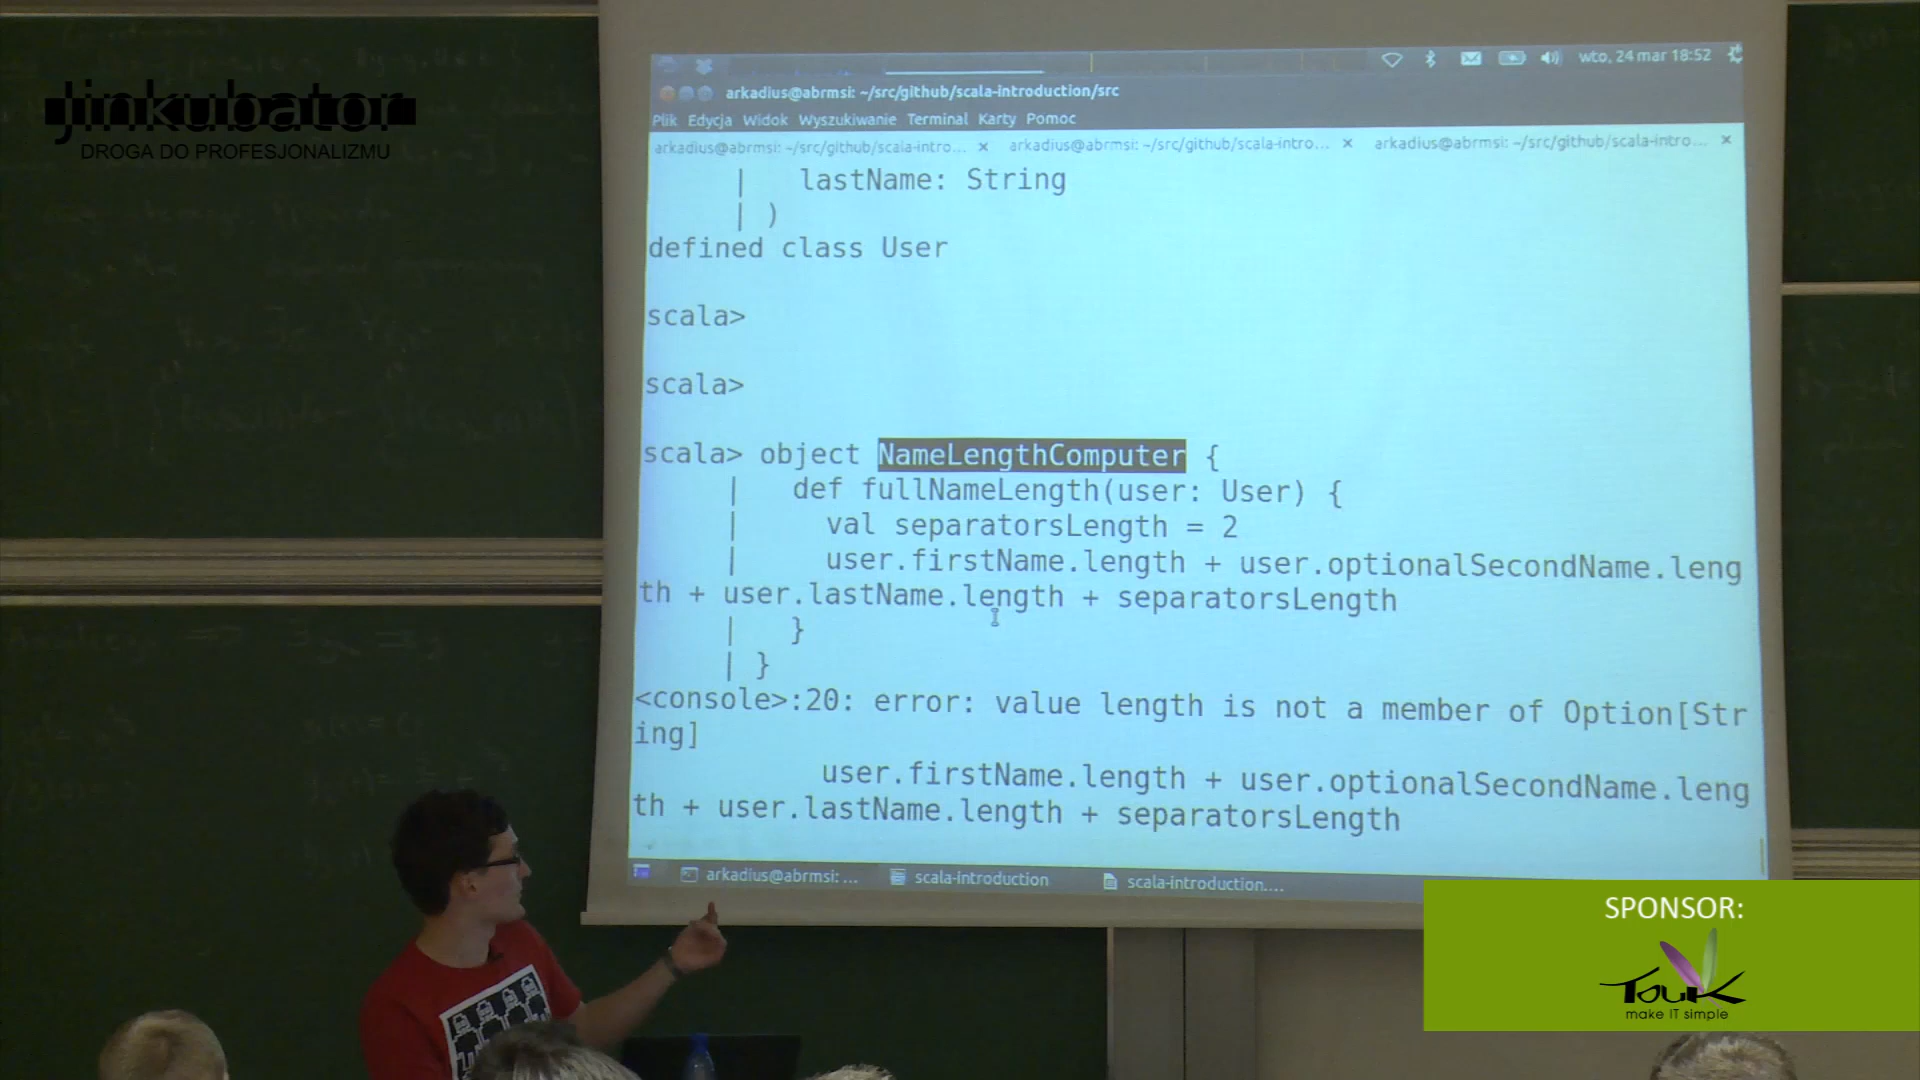 Jinkubator
DROGA DO PROFESJONALIZMU
wto, 24 mar 18:52
arkadius@abrmsi: ~/src/github/scala-introduction/src
Plik Edycja Widok Wyszukiwanie Terminal Karty Pomoc
arkadius@abrmsi: ~/src/github/scala-intro... × arkadius@abrmsi: ~/src/github/scala-intro... × arkadius@abrmsi: ~/src/github/scala-intro... ×
| lastName: String
| )
defined class User
scala>
scala>
scala> object NameLengthComputer {
| def fullNameLength(user: User) {
| val separatorsLength = 2
| user.firstName.length + user.optionalSecondName.leng
th + user.lastName.length + separatorsLength
| }
| }
<console>:20: error: value length is not a member of Option[Str
ing]
user.firstName.length + user.optionalSecondName.leng
th + user.lastName.length + separatorsLength
arkadius@abrmsi: ... scala-introduction scala-introduction....
SPONSOR:
TouK
make IT simple